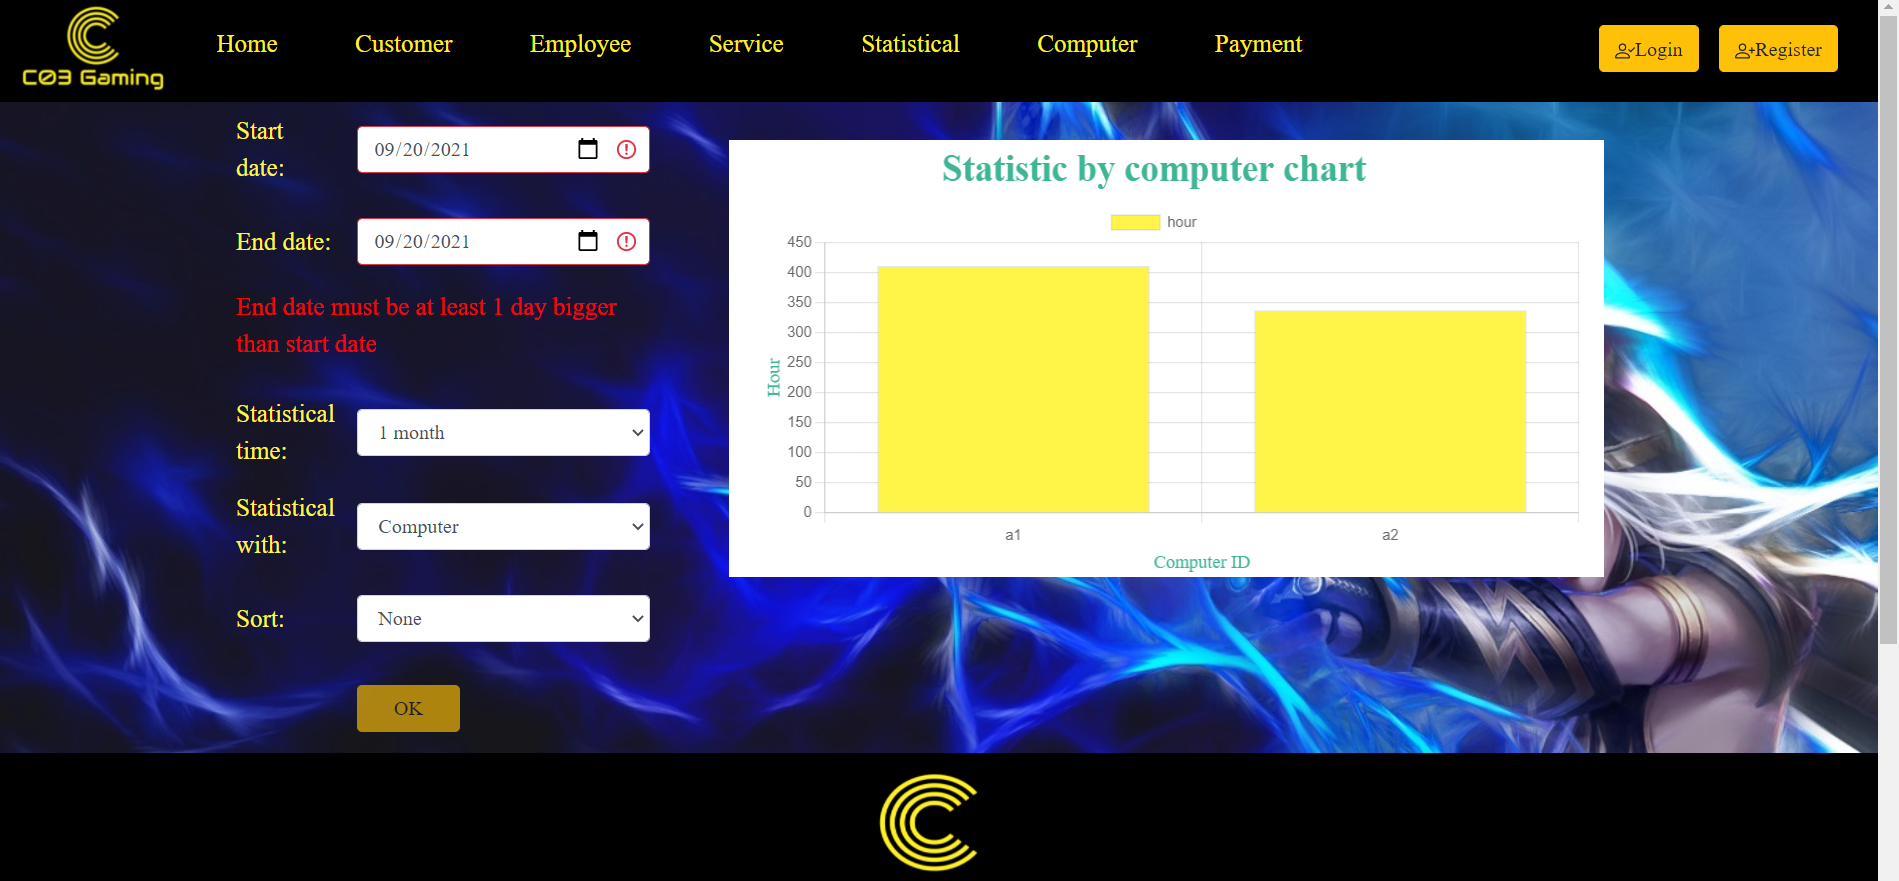 C03 Gaming
Home Customer Employee Service Statistical Computer Payment
Login Register
Start
date:
09/20/2021
End date:
09/20/2021
End date must be at least 1 day bigger
than start date
Statistical
time:
1 month
Statistical
with:
Computer
Sort:
None
OK
Statistic by computer chart
hour
450
400
350
300
250
200
150
100
50
0
Hour
a1 a2
Computer ID